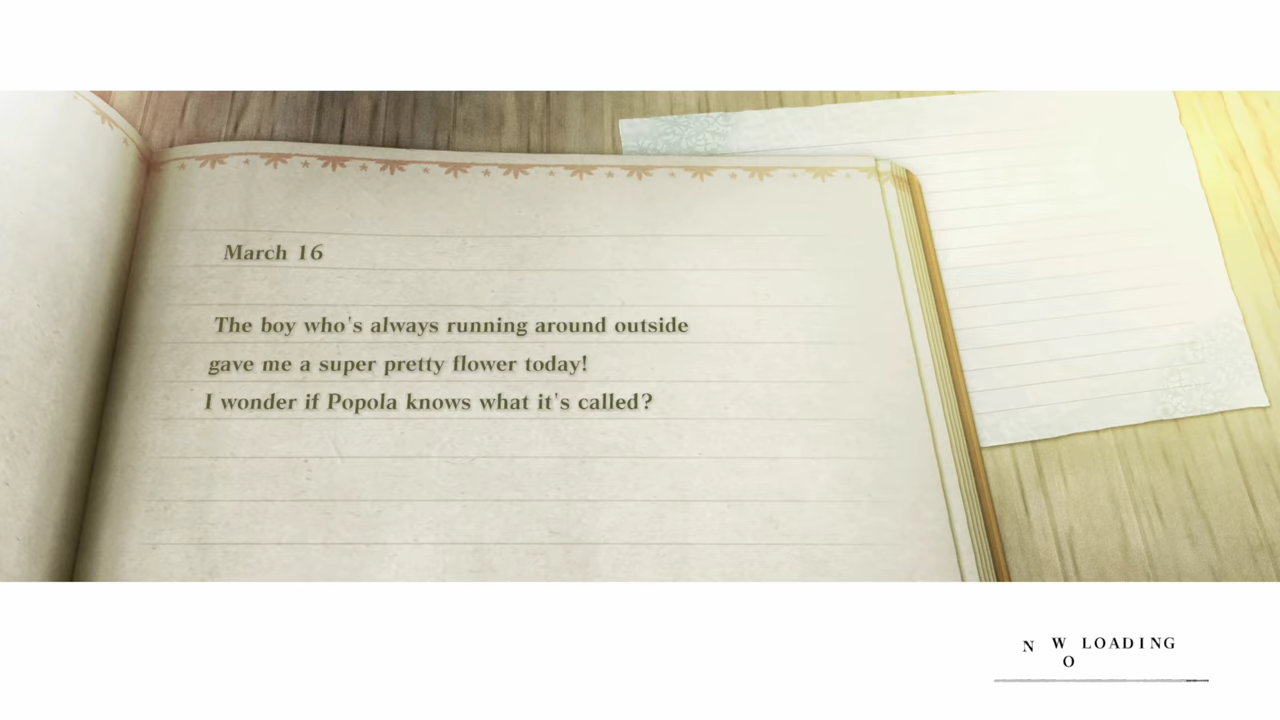 March 16
The boy who's always running around outside
gave me a super pretty flower today!
I wonder if Popola knows what it's called?
NOW LOADING